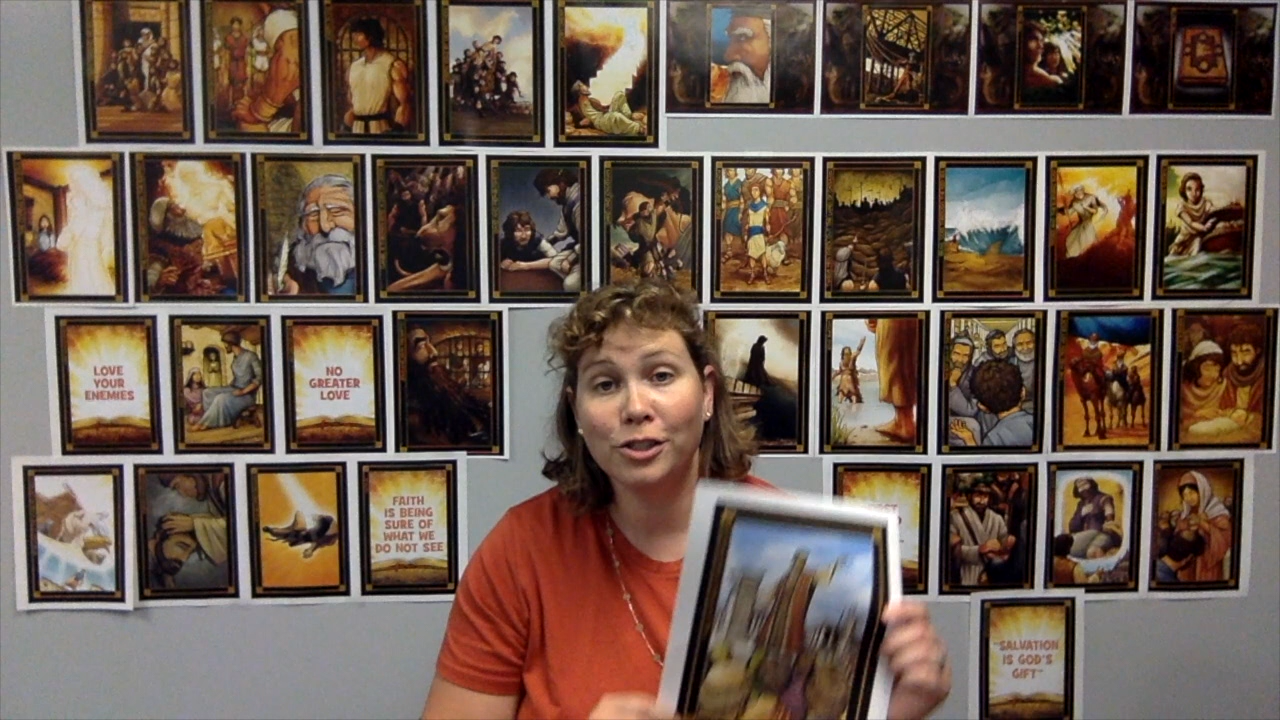 LOVE
YOUR
ENEMIES
NO
GREATER
LOVE
FAITH
IS BEING
SURE OF
WHAT WE
DO NOT SEE
"SALVATION
IS GOD'S
GIFT"